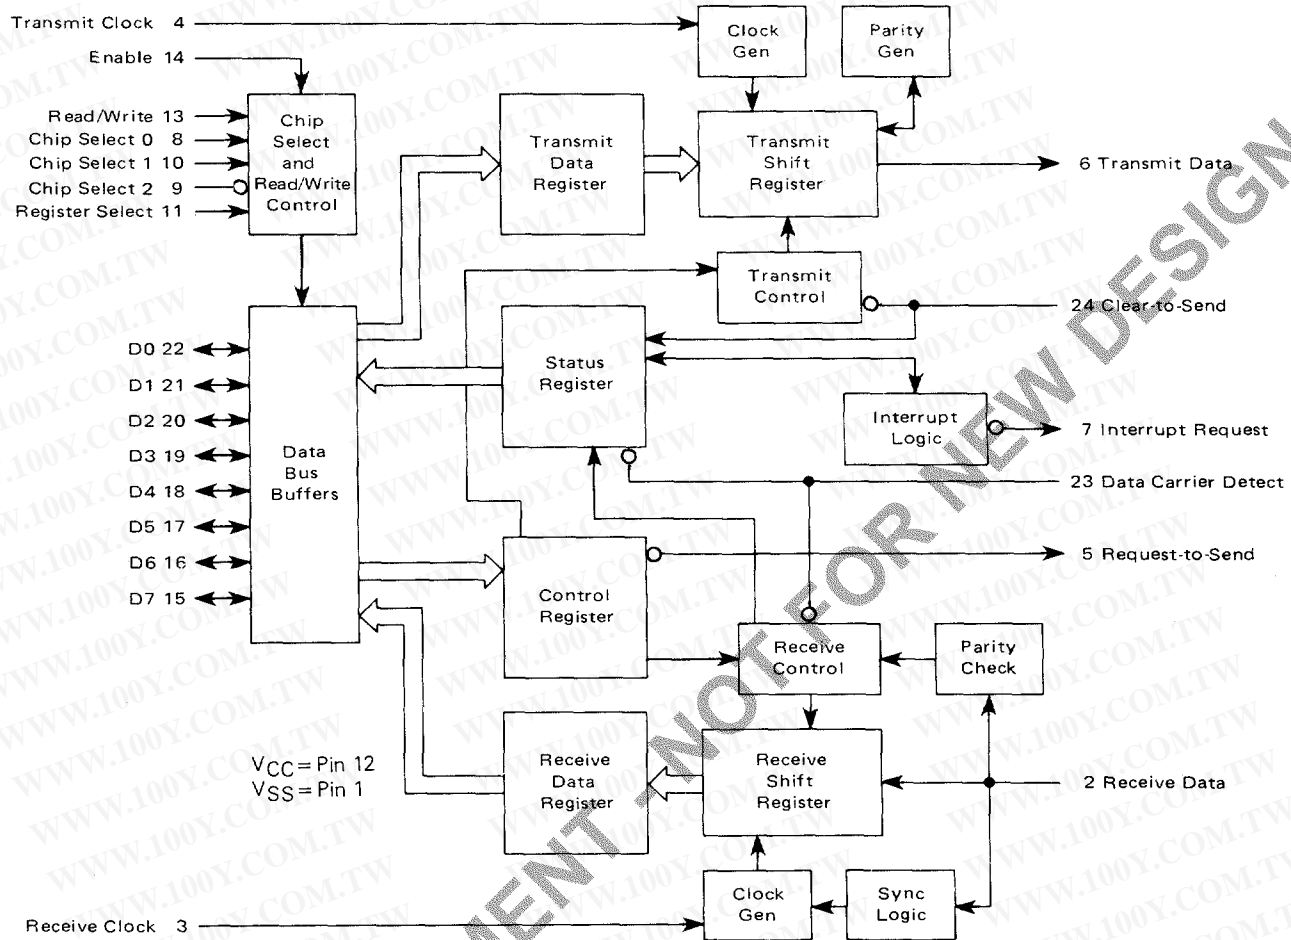 Transmit Clock 4
Enable 14
Read/Write 13
Chip Select 0 8
Chip Select 1 10
Chip Select 2 9
Register Select 11
Chip
Select
and
Read/Write
Control
Transmit
Data
Register
Clock
Gen
Parity
Gen
Transmit
Shift
Register
6 Transmit Data
Transmit
Control
24 Clear-to-Send
Status
Register
Interrupt
Logic
7 Interrupt Request
23 Data Carrier Detect
D0 22
D1 21
D2 20
D3 19
D4 18
D5 17
D6 16
D7 15
Data
Bus
Buffers
Control
Register
5 Request-to-Send
Receive
Control
Parity
Check
VCC = Pin 12
VSS = Pin 1
Receive
Data
Register
Receive
Shift
Register
2 Receive Data
Clock
Gen
Sync
Logic
Receive Clock 3
MENT - NOT FOR NEW DESIGN
WWW.100Y.COM.TW